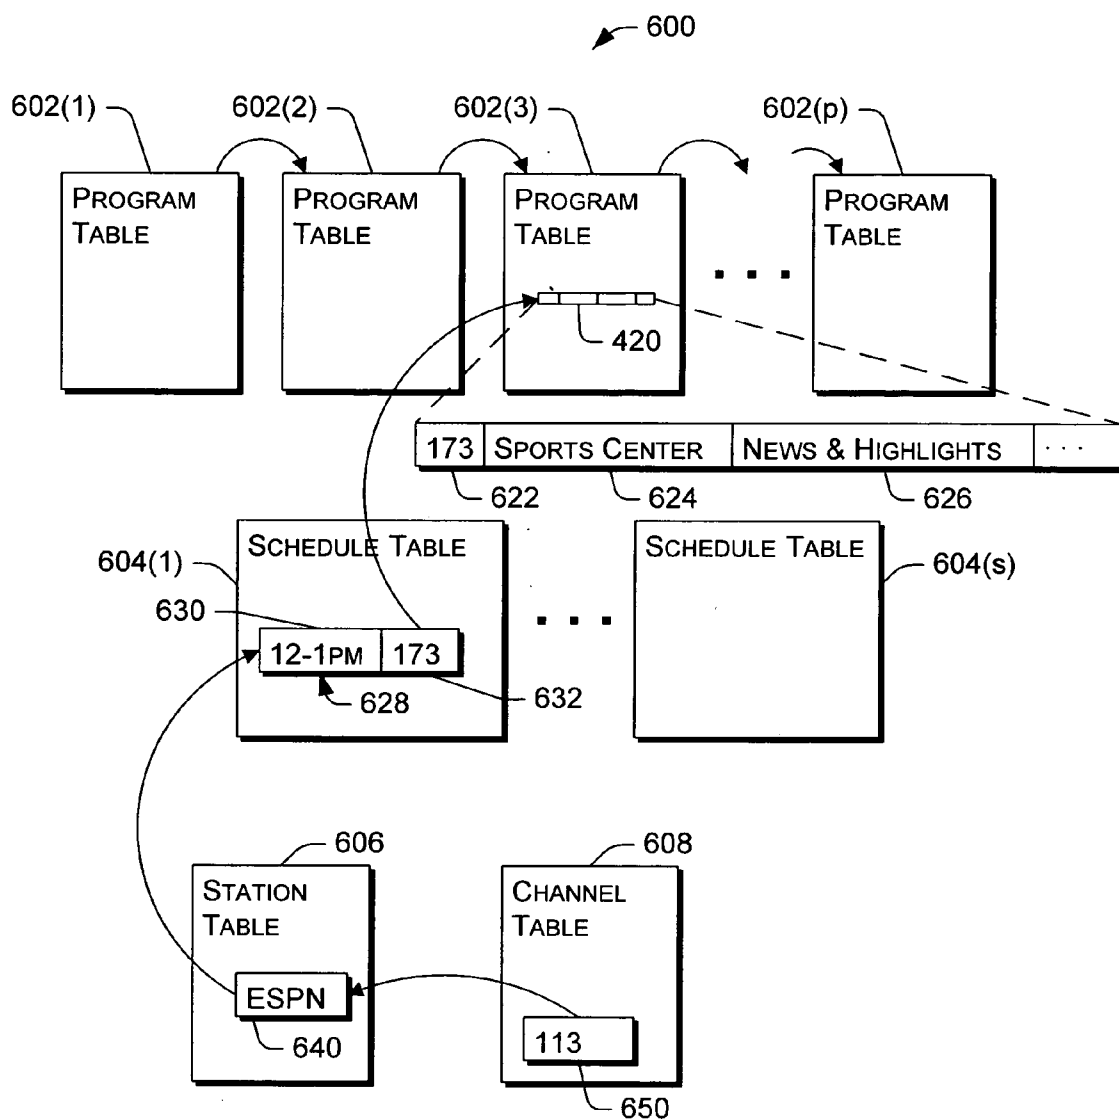 600
602(1)
602(2)
602(3)
602(p)
PROGRAM
TABLE
PROGRAM
TABLE
PROGRAM
TABLE
PROGRAM
TABLE
. . .
420
173 SPORTS CENTER NEWS & HIGHLIGHTS . . .
622
624
626
SCHEDULE TABLE
SCHEDULE TABLE
604(1)
604(s)
630
. . .
12-1PM 173
628
632
606
608
STATION
TABLE
CHANNEL
TABLE
ESPN
640
113
650